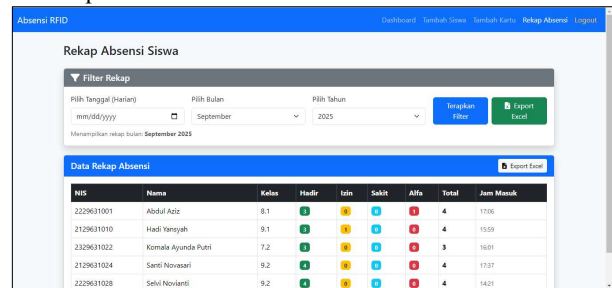 Absensi RFID Dashboard Tambah Siswa Tambah Kartu Rekap Absensi Logout
Rekap Absensi Siswa
Filter Rekap
Pilih Tanggal (Harian) Pilih Bulan Pilih Tahun
mm/dd/yyyy September 2025 Terapkan Filter Export Excel
Menampilkan rekap bulan: September 2025
Data Rekap Absensi Export Excel
NIS Nama Kelas Hadir Izin Sakit Alfa Total Jam Masuk
2229631001 Abdul Aziz 8.1 3 0 0 1 4 17:06
2129631010 Hadi Yansyah 9.1 3 1 0 0 4 15:59
2329631022 Komala Ayunda Putri 7.2 3 0 0 0 3 16:01
2129631024 Santi Novasari 9.2 4 0 0 0 4 17:37
2229631028 Selvi Novianti 9.2 4 0 0 0 4 14:21